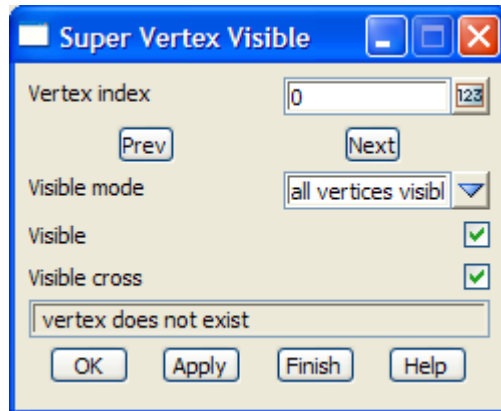 Super Vertex Visible
Vertex index 0 123
Prev Next
Visible mode all vertices visibl
Visible
Visible cross
vertex does not exist
OK Apply Finish Help